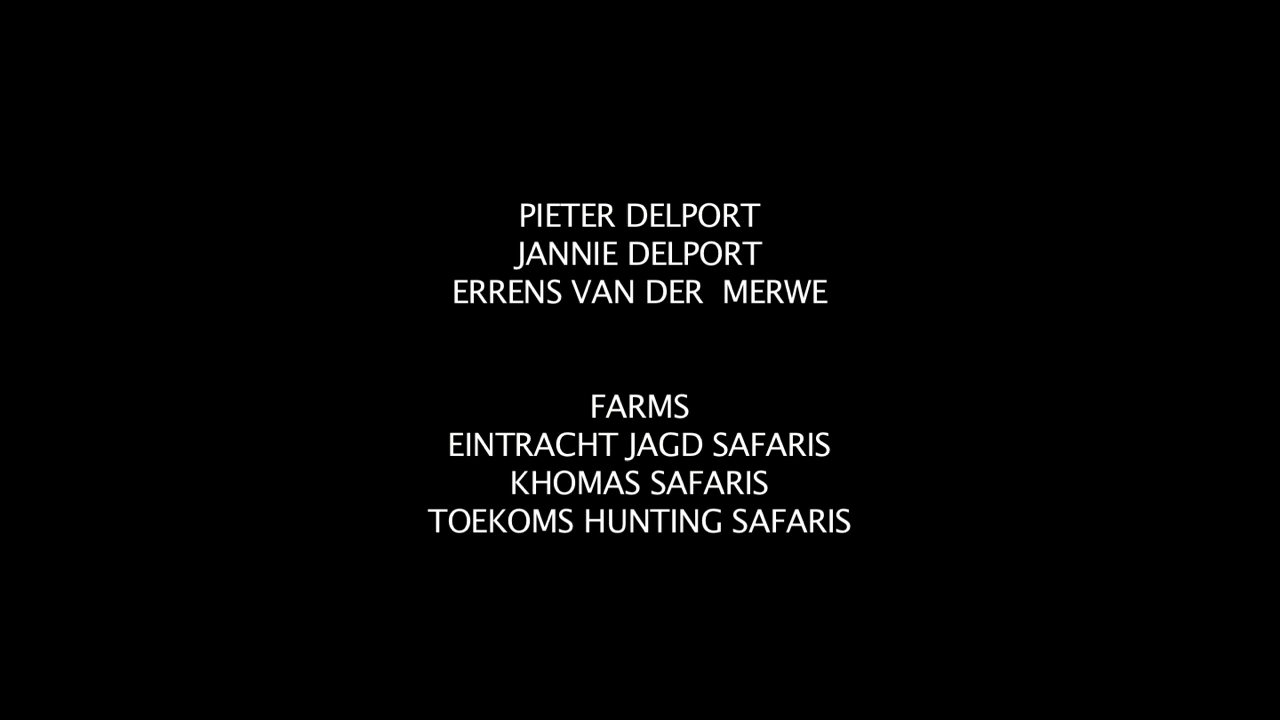 PIETER DELPORT
JANNIE DELPORT
ERRENS VAN DER  MERWE
FARMS
EINTRACHT JAGD SAFARIS
KHOMAS SAFARIS
TOEKOMS HUNTING SAFARIS